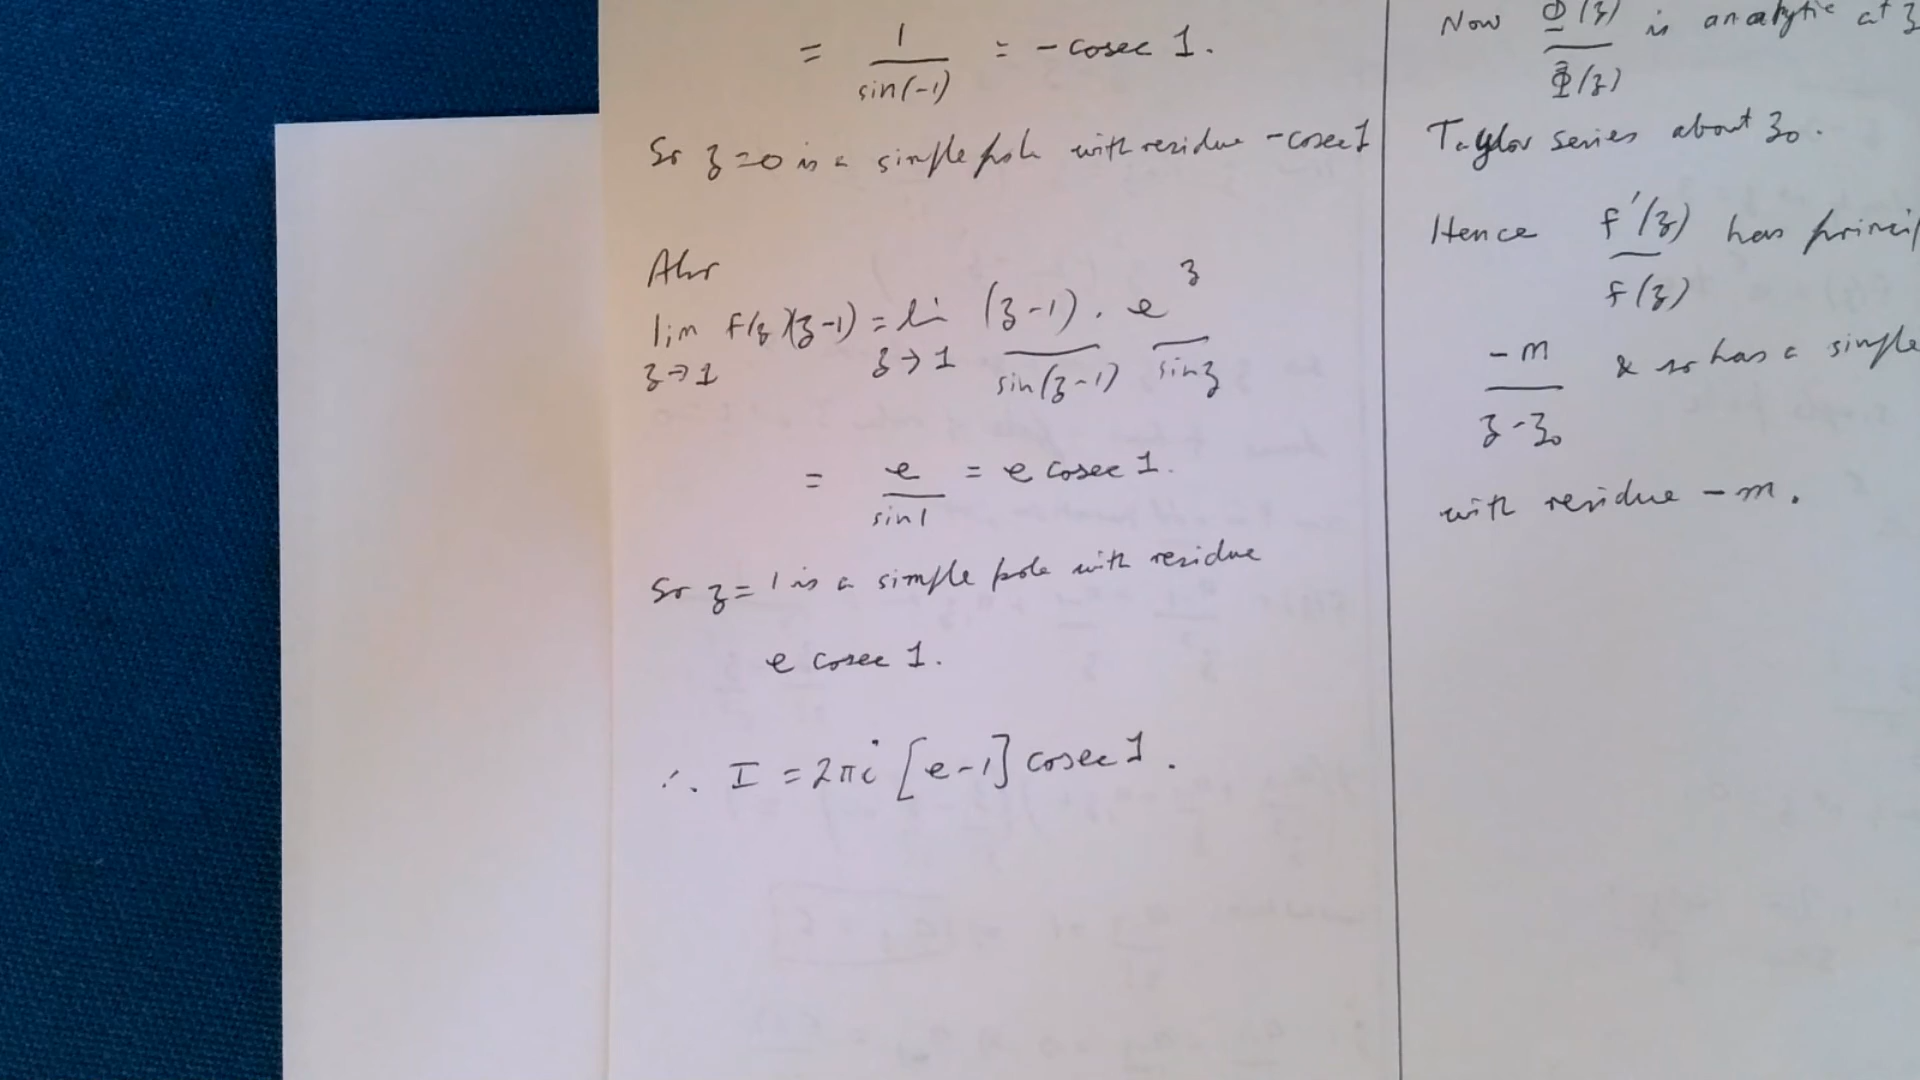 = 1/sin(-1) = - cosec 1.
So z=0 is a simple pole with residue -cosec 1
Also
lim z→1 f(z)(z-1) = lim z→1 (z-1)/sin(z-1) . e^z/sin z
= e/sin 1 = e cosec 1.
So z = 1 is a simple pole with residue
e cosec 1.
∴ I = 2πi [e-1] cosec 1.
Now Φ'(z)/Φ(z) is analytic at z
Taylor series about z₀.
Hence f'(z)/f(z) has princip
-m/(z-z₀) & so has a simple
with residue -m.